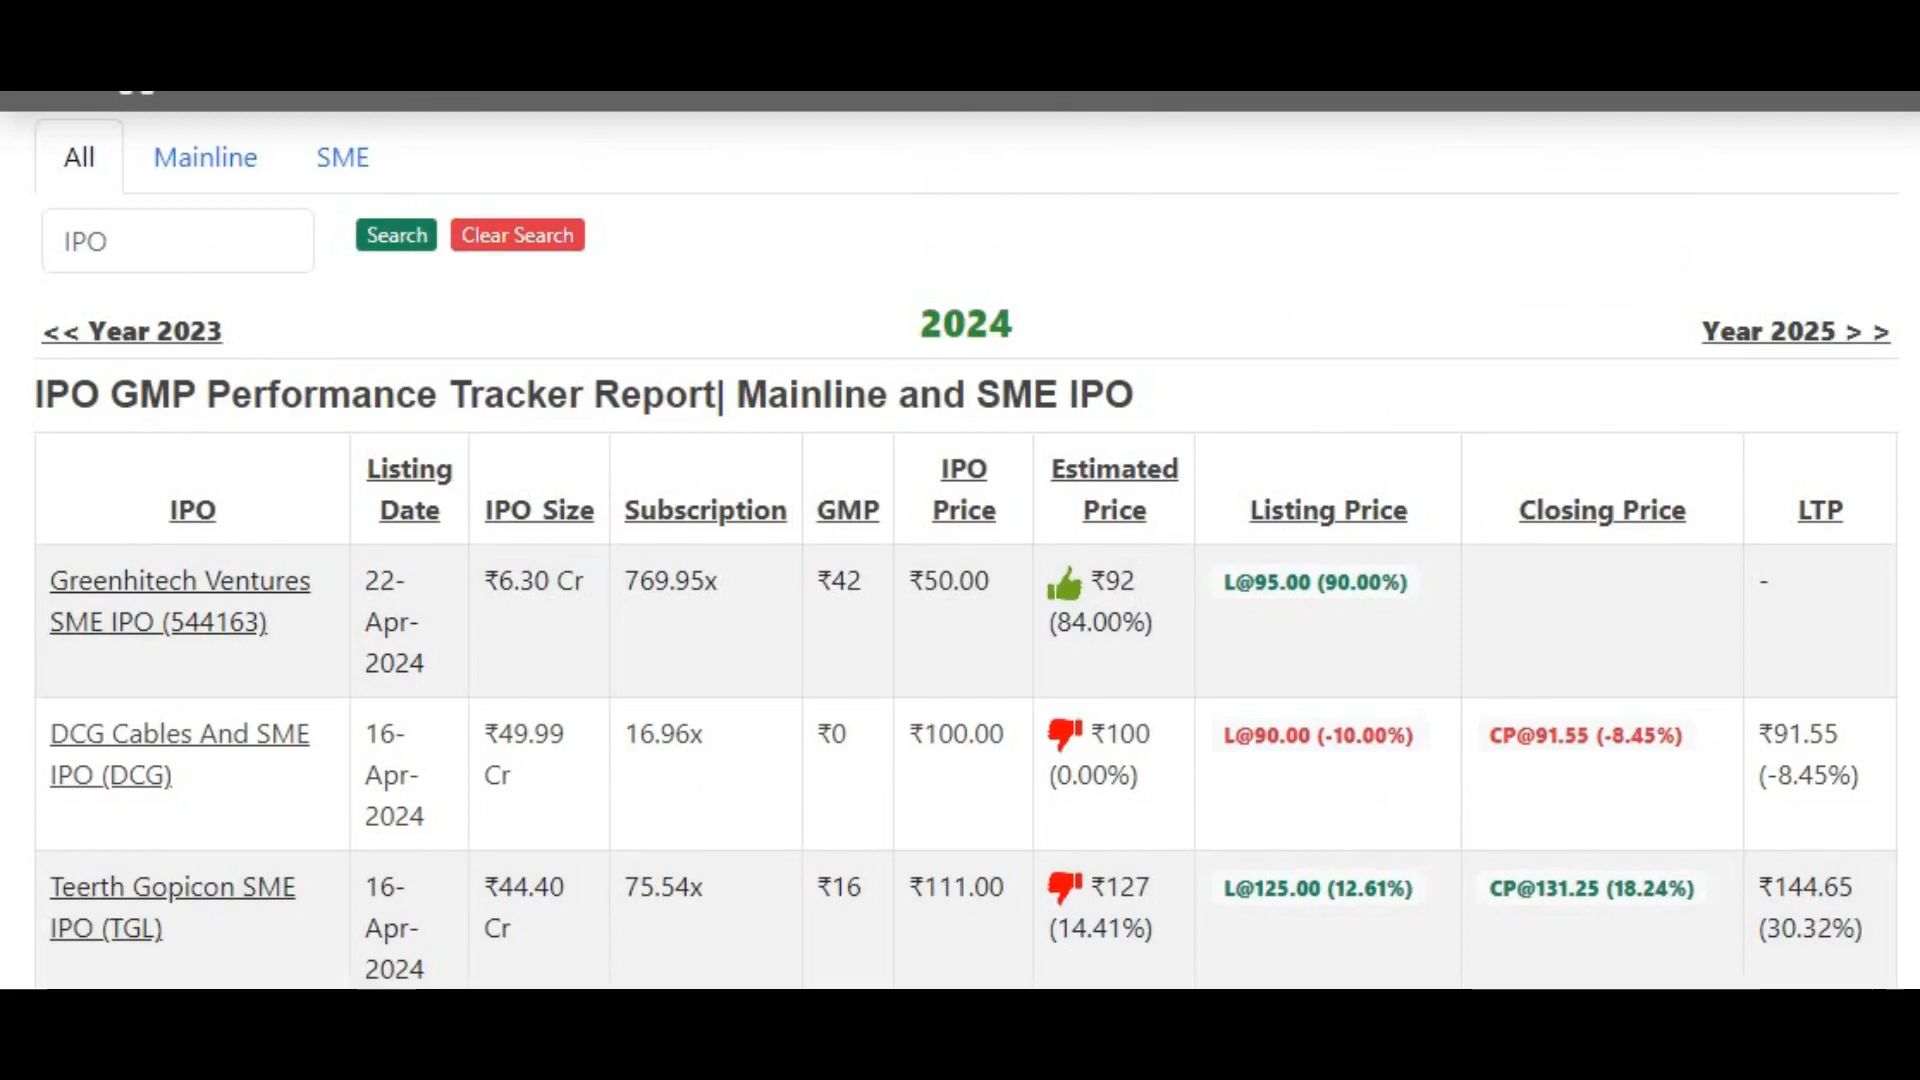 All Mainline SME
IPO Search Clear Search
<< Year 2023 2024 Year 2025 > >
IPO GMP Performance Tracker Report| Mainline and SME IPO
IPO Listing Date IPO Size Subscription GMP IPO Price Estimated Price Listing Price Closing Price LTP
Greenhitech Ventures SME IPO (544163) 22-Apr-2024 ₹6.30 Cr 769.95x ₹42 ₹50.00 ₹92 (84.00%) L@95.00 (90.00%) -
DCG Cables And SME IPO (DCG) 16-Apr-2024 ₹49.99 Cr 16.96x ₹0 ₹100.00 ₹100 (0.00%) L@90.00 (-10.00%) CP@91.55 (-8.45%) ₹91.55 (-8.45%)
Teerth Gopicon SME IPO (TGL) 16-Apr-2024 ₹44.40 Cr 75.54x ₹16 ₹111.00 ₹127 (14.41%) L@125.00 (12.61%) CP@131.25 (18.24%) ₹144.65 (30.32%)